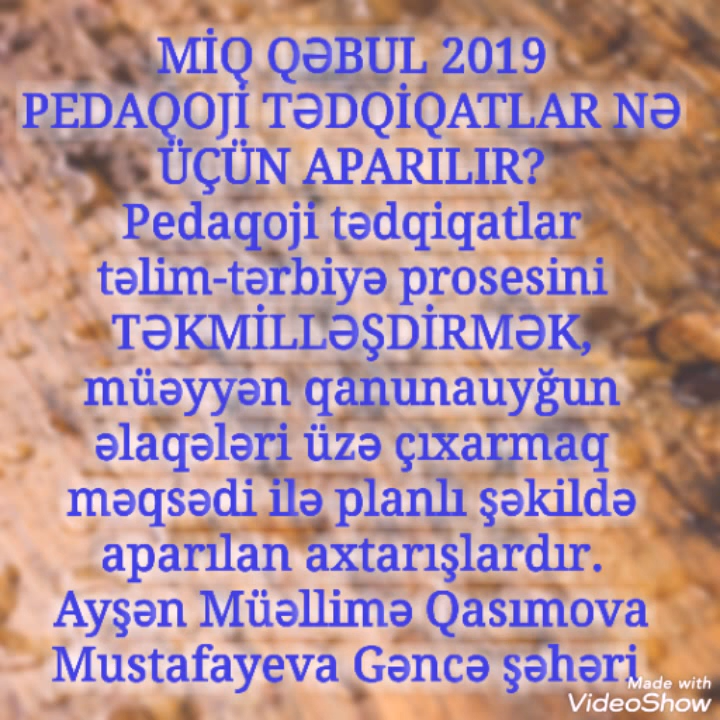 MİQ QƏBUL 2019
PEDAQOJİ TƏDQİQATLAR NƏ
ÜÇÜN APARILIR?
Pedaqoji tədqiqatlar
təlim-tərbiyə prosesini
TƏKMİLLƏŞDİRMƏK,
müəyyən qanunauyğun
əlaqələri üzə çıxarmaq
məqsədi ilə planlı şəkildə
aparılan axtarışlardır.
Ayşən Müəllimə Qasımova
Mustafayeva Gəncə şəhəri
Made with
VideoShow